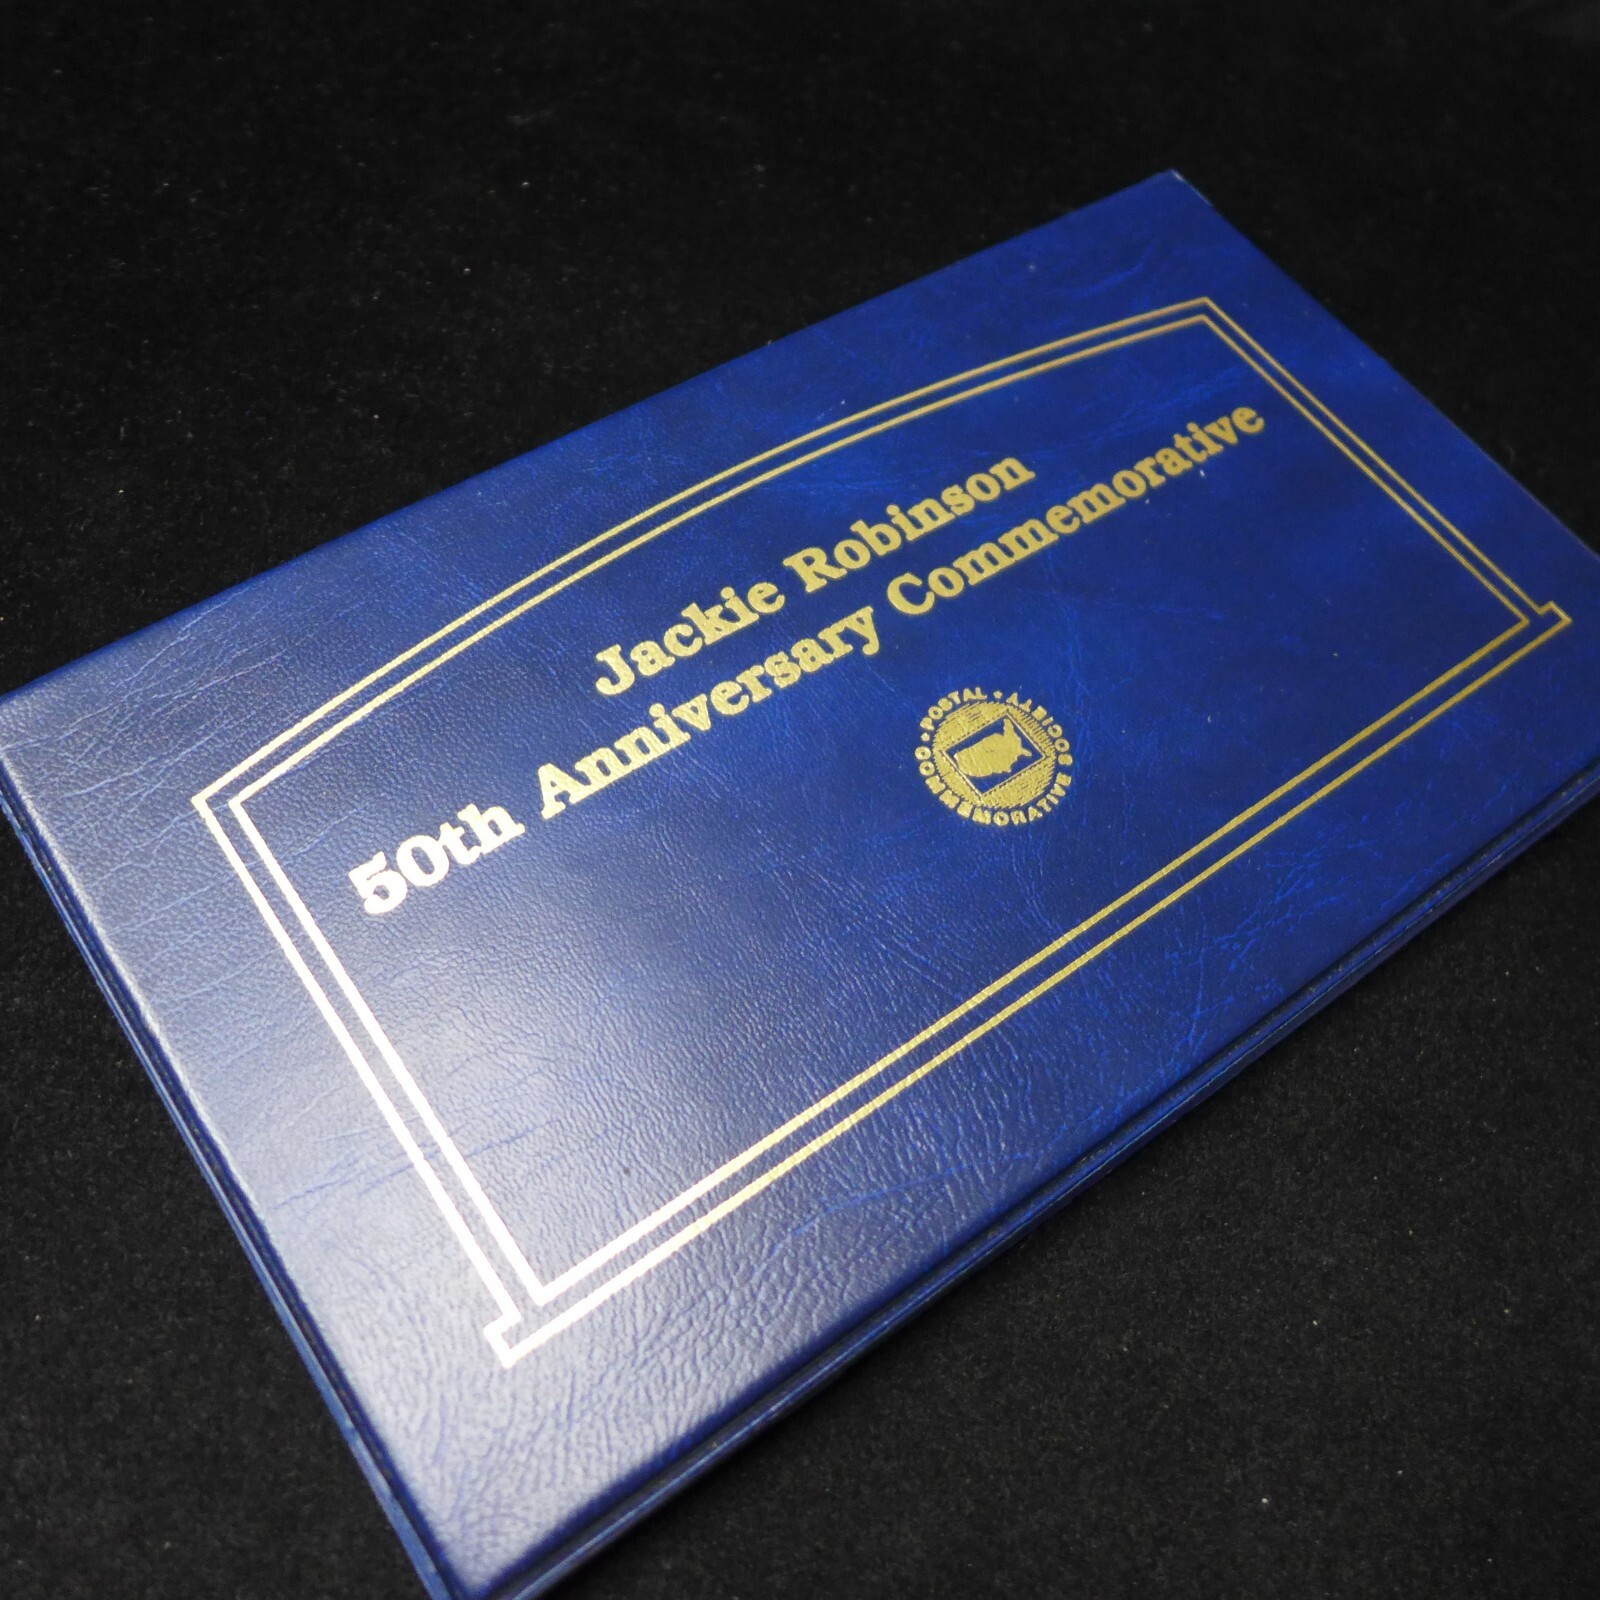 Jackie Robinson
50th Anniversary Commemorative
POSTAL COMMEMORATIVE SOCIETY